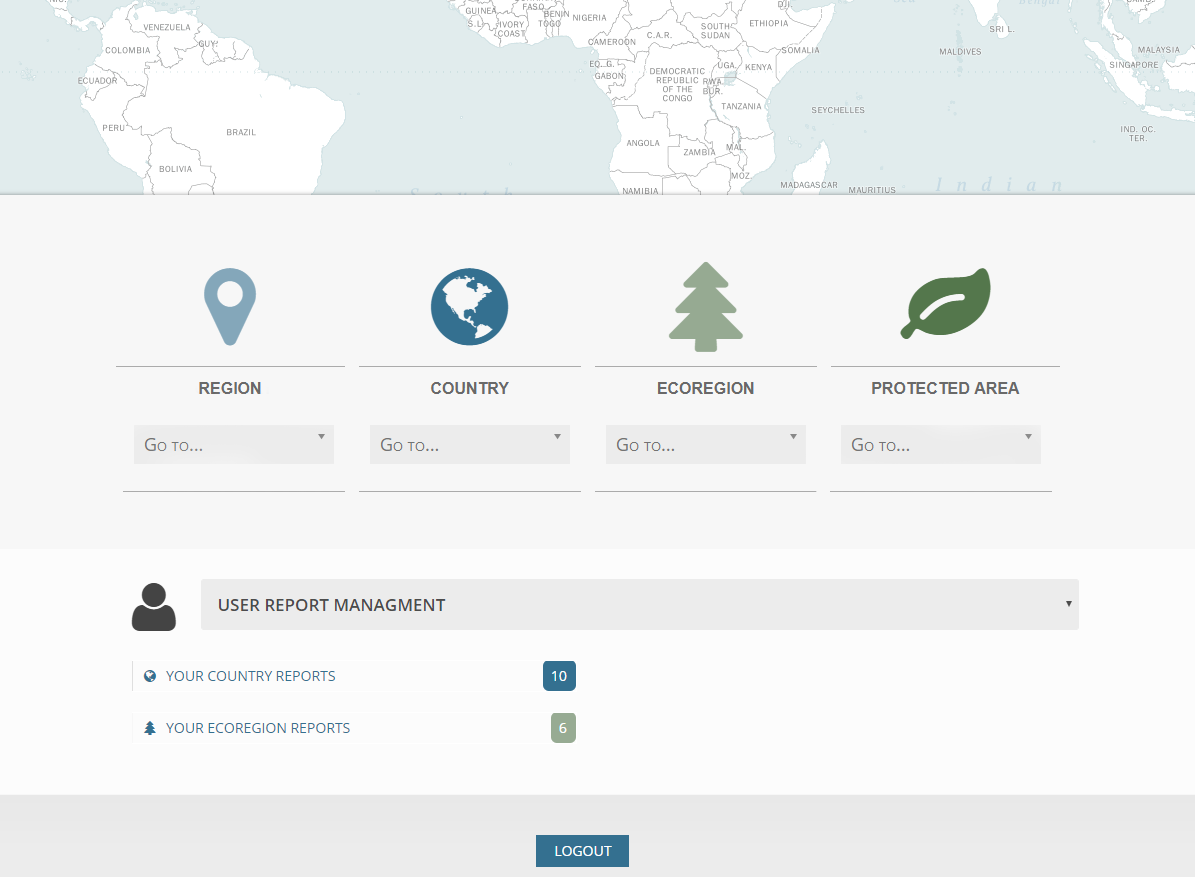 VENEZUELA
GUY.
COLOMBIA
ECUADOR
PERU
BRAZIL
BOLIVIA
GUINEA
S.L.
IVORY
COAST
FASO
BENIN
TOGO
NIGERIA
CAMEROON
C.A.R.
SOUTH
SUDAN
ETHIOPIA
DJI.
SOMALIA
EQ. G.
GABON
DEMOCRATIC
REPUBLIC
OF THE
CONGO
UGA.
KENYA
RWA.
BUR.
TANZANIA
ANGOLA
ZAMBIA
MAL.
MOZ.
NAMIBIA
SEYCHELLES
MADAGASCAR
MAURITIUS
MALDIVES
SRI L.
MALAYSIA
SINGAPORE
IND. OC.
TER.
South
Indian
REGION
COUNTRY
ECOREGION
PROTECTED AREA
Go to...
Go to...
Go to...
Go to...
USER REPORT MANAGMENT
YOUR COUNTRY REPORTS 10
YOUR ECOREGION REPORTS 6
LOGOUT